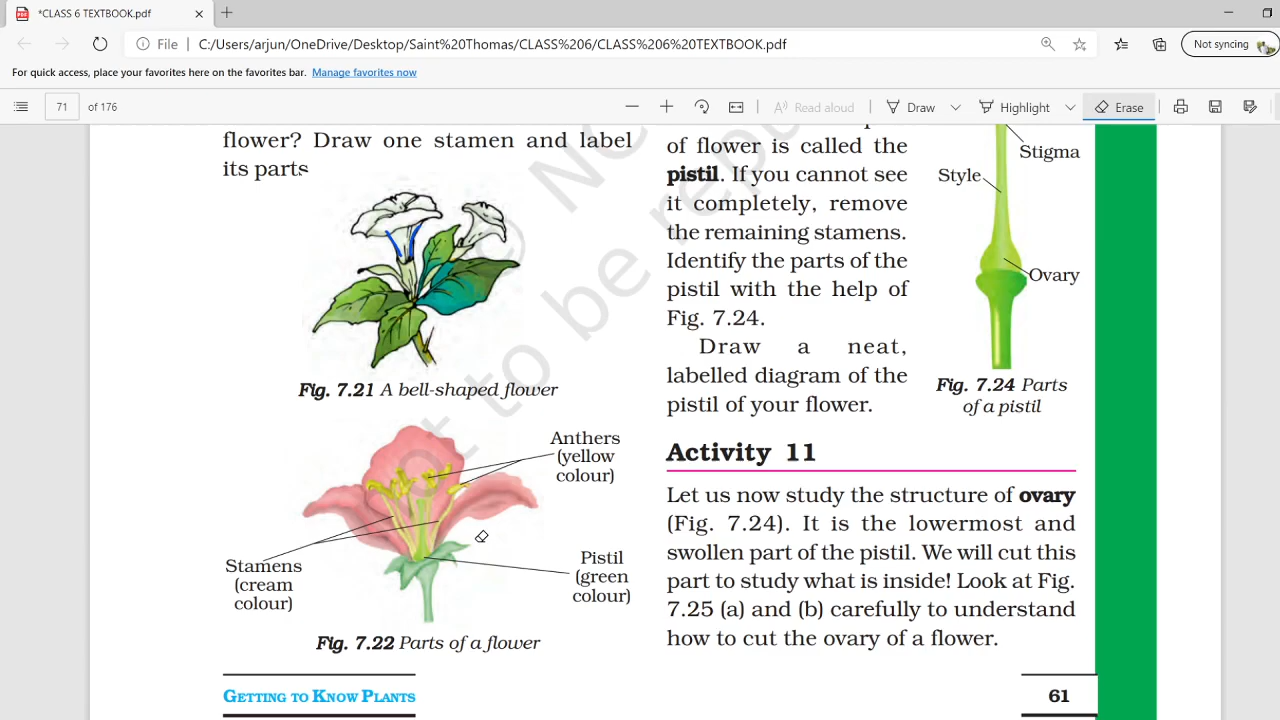 *CLASS 6 TEXTBOOK.pdf
File
C:/Users/arjun/OneDrive/Desktop/Saint%20Thomas/CLASS%206/CLASS%206%20TEXTBOOK.pdf
Not syncing
For quick access, place your favorites here on the favorites bar. Manage favorites now
71 of 176
Read aloud
Draw
Highlight
Erase
flower? Draw one stamen and label
its parts
Fig. 7.21 A bell-shaped flower
Anthers
(yellow
colour)
Stamens
(cream
colour)
Pistil
(green
colour)
Fig. 7.22 Parts of a flower
of flower is called the
pistil. If you cannot see
it completely, remove
the remaining stamens.
Identify the parts of the
pistil with the help of
Fig. 7.24.
Draw a neat,
labelled diagram of the
pistil of your flower.
Stigma
Style
Ovary
Fig. 7.24 Parts
of a pistil
Activity 11
Let us now study the structure of ovary
(Fig. 7.24). It is the lowermost and
swollen part of the pistil. We will cut this
part to study what is inside! Look at Fig.
7.25 (a) and (b) carefully to understand
how to cut the ovary of a flower.
GETTING TO KNOW PLANTS
61